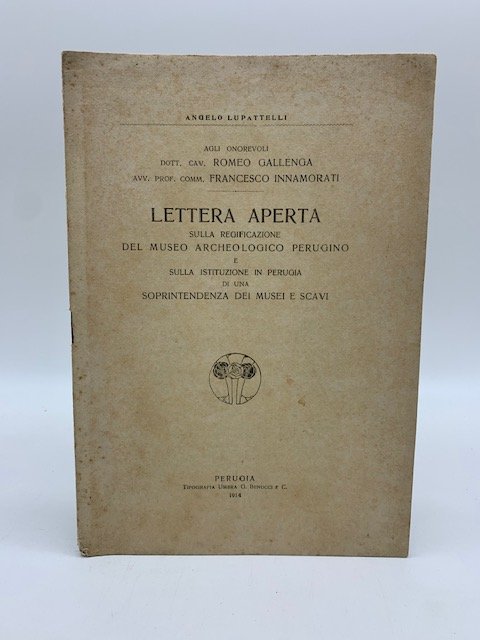 ANGELO LUPATTELLI
AGLI ONOREVOLI
DOTT. CAV. ROMEO GALLENGA
AVV. PROF. COMM. FRANCESCO INNAMORATI
LETTERA APERTA
SULLA REGIFICAZIONE
DEL MUSEO ARCHEOLOGICO PERUGINO
E
SULLA ISTITUZIONE IN PERUGIA
DI UNA
SOPRINTENDENZA DEI MUSEI E SCAVI
PERUGIA
TIPOGRAFIA UMBRA G. BENUCCI E C.
1914